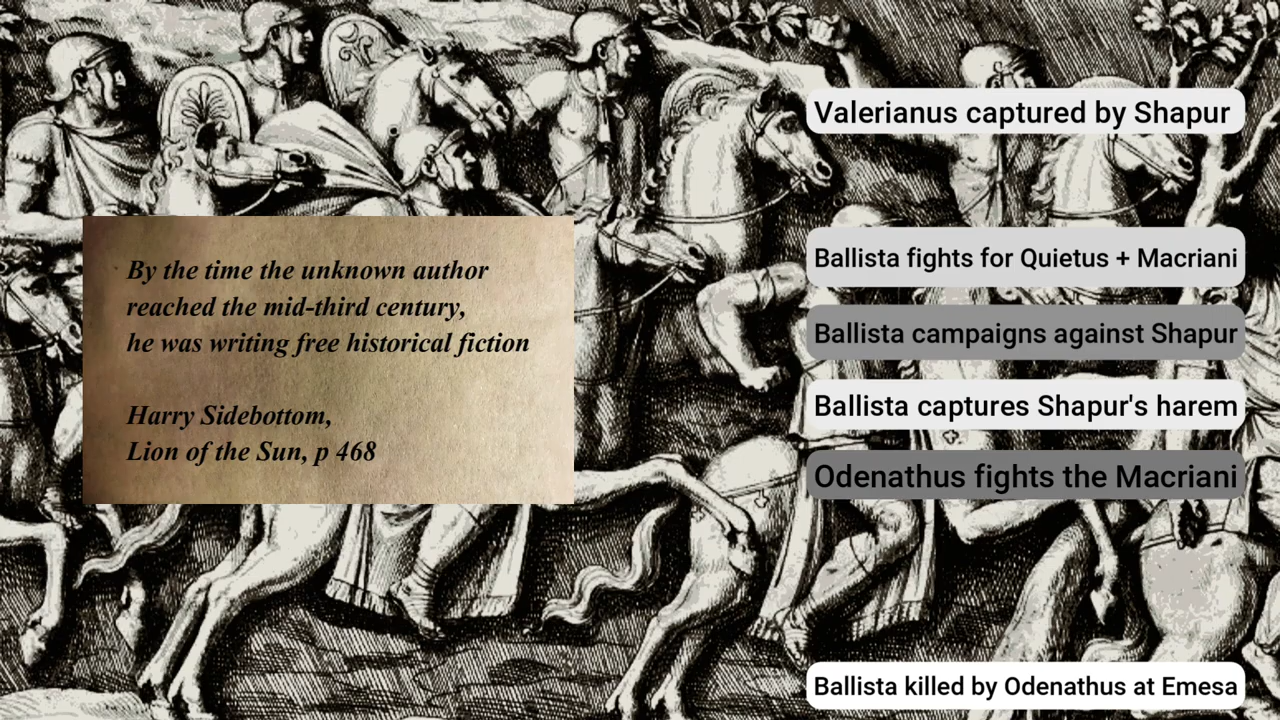 By the time the unknown author
reached the mid-third century,
he was writing free historical fiction
Harry Sidebottom,
Lion of the Sun, p 468
Valerianus captured by Shapur
Ballista fights for Quietus + Macriani
Ballista campaigns against Shapur
Ballista captures Shapur's harem
Odenathus fights the Macriani
Ballista killed by Odenathus at Emesa